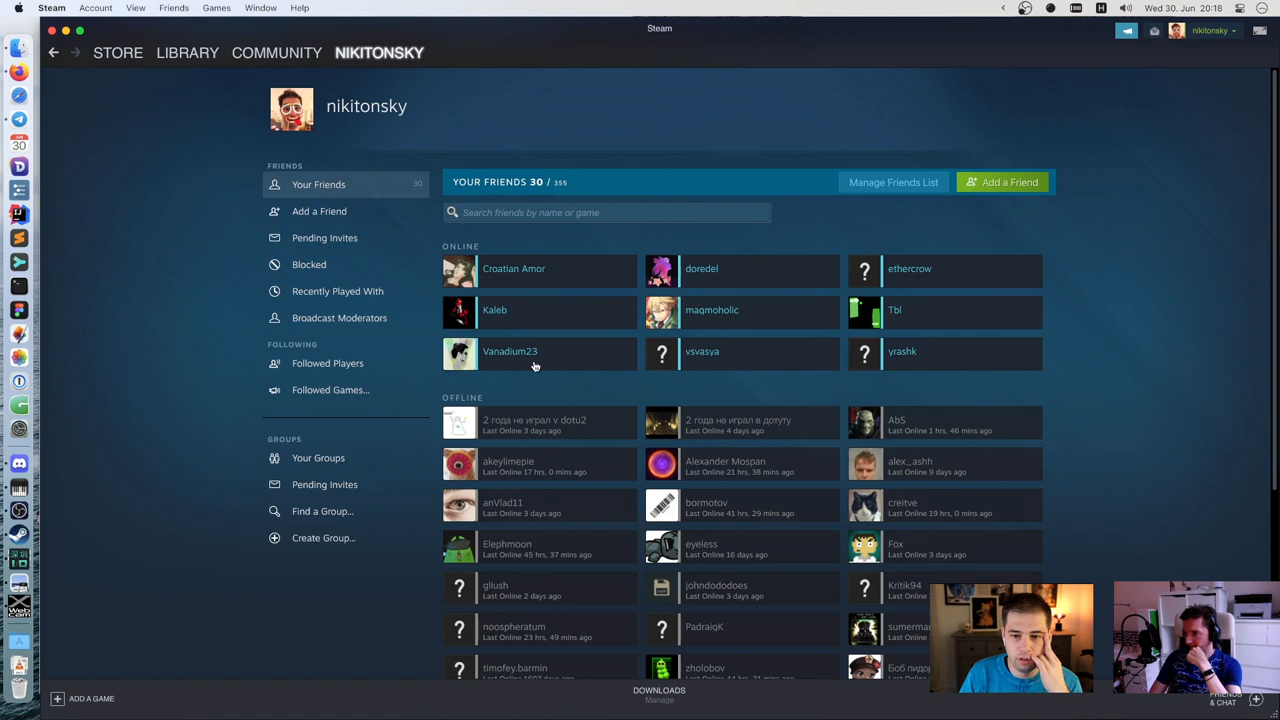 Steam Account View Friends Games Window Help
Wed 30. Jun 20:18
Steam
nikitonsky
STORE LIBRARY COMMUNITY NIKITONSKY
nikitonsky
FRIENDS
Your Friends 30
Add a Friend
Pending Invites
Blocked
Recently Played With
Broadcast Moderators
FOLLOWING
Followed Players
Followed Games...
GROUPS
Your Groups
Pending Invites
Find a Group...
Create Group...
YOUR FRIENDS 30 / 355
Manage Friends List
Add a Friend
Search friends by name or game
ONLINE
Croatian Amor
doredel
ethercrow
Kaleb
magmoholic
Tbl
Vanadium23
vsvasya
yrashk
OFFLINE
2 года не играл v dotu2
Last Online 3 days ago
2 года не играл в дотуту
Last Online 4 days ago
AbS
Last Online 1 hrs, 46 mins ago
akeylimepie
Last Online 17 hrs, 0 mins ago
Alexander Mospan
Last Online 21 hrs, 38 mins ago
alex_ashh
Last Online 9 days ago
anVlad11
Last Online 3 days ago
bormotov
Last Online 41 hrs, 29 mins ago
creitve
Last Online 19 hrs, 0 mins ago
Elephmoon
Last Online 45 hrs, 37 mins ago
eyeless
Last Online 16 days ago
Fox
Last Online 3 days ago
gliush
Last Online 2 days ago
johndododoes
Last Online 3 days ago
Kritik94
noospheratum
Last Online 23 hrs, 49 mins ago
PadraigK
timofey.barmin
zholobov
ADD A GAME
DOWNLOADS
Manage
FRIENDS
& CHAT
30